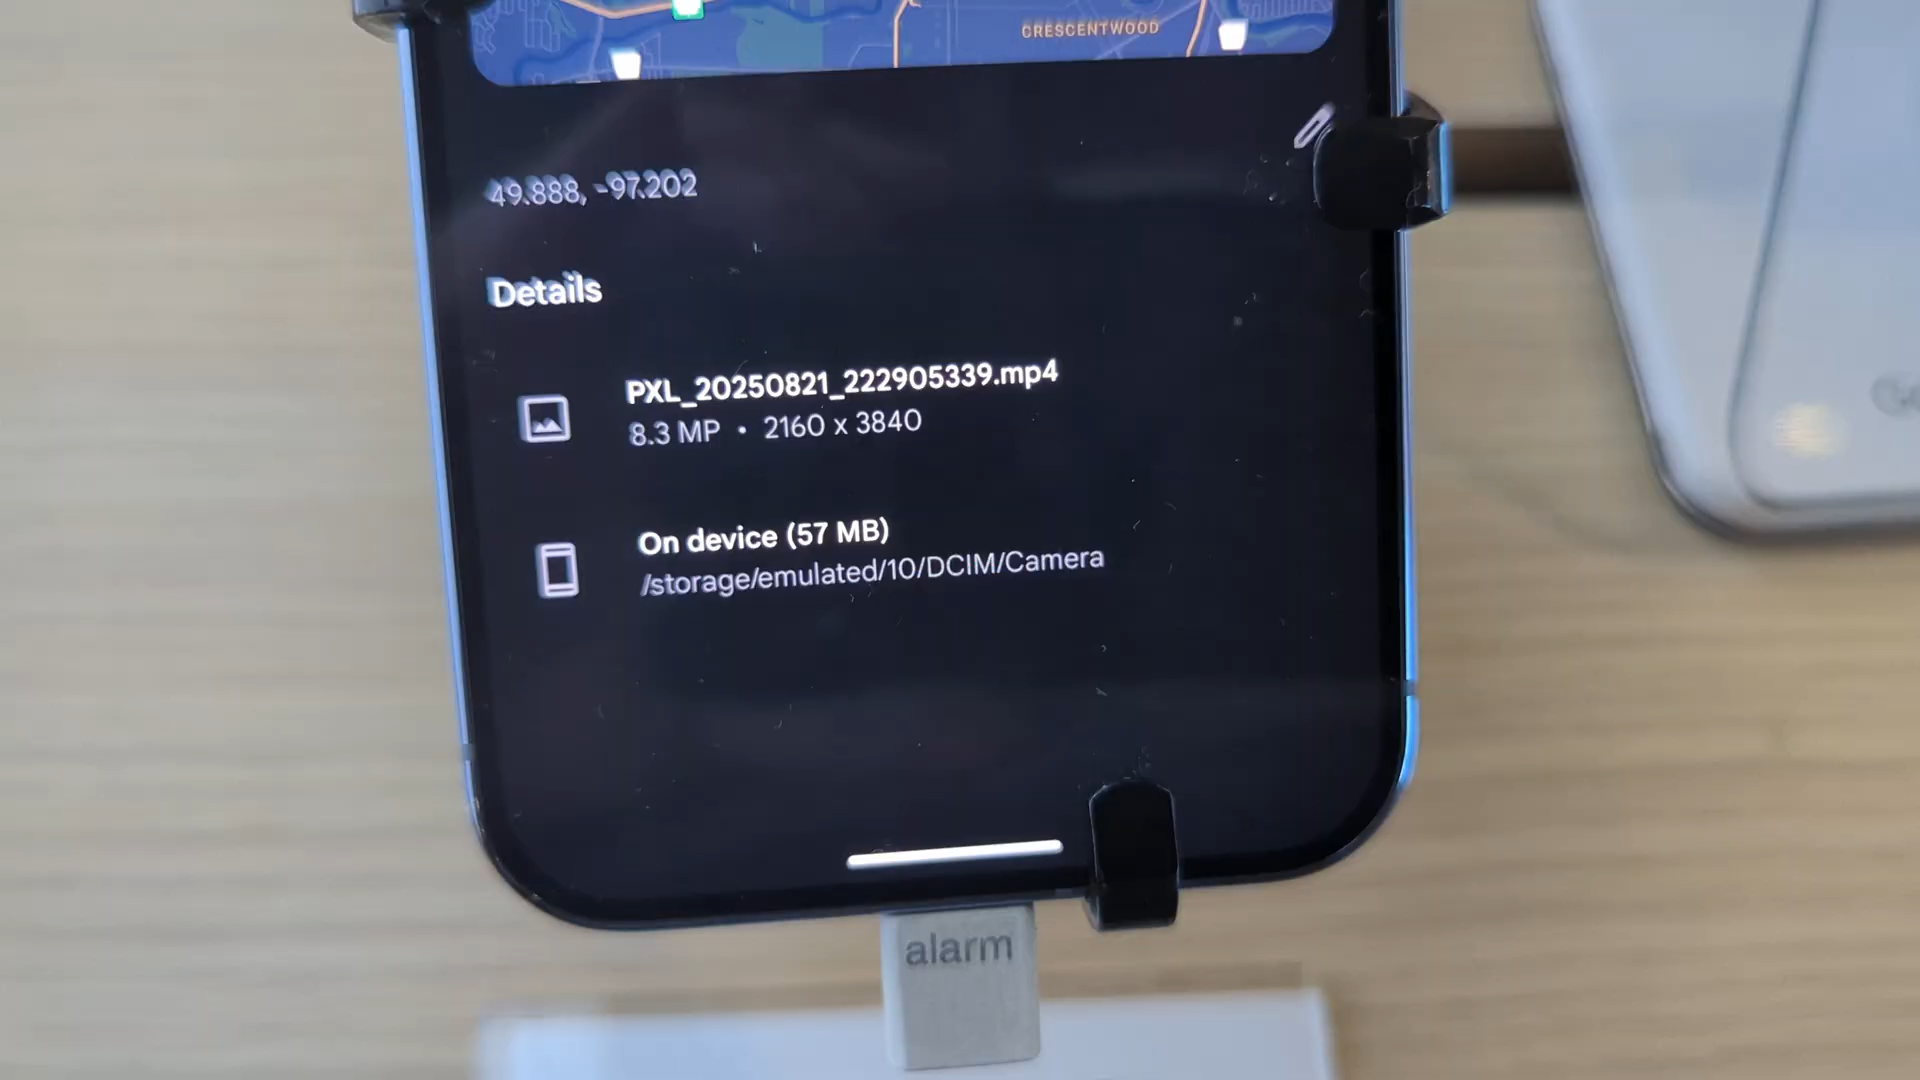 CRESCENTWOOD
49.888, -97.202
Details
PXL_20250821_222905339.mp4
8.3 MP • 2160 x 3840
On device (57 MB)
/storage/emulated/10/DCIM/Camera
alarm